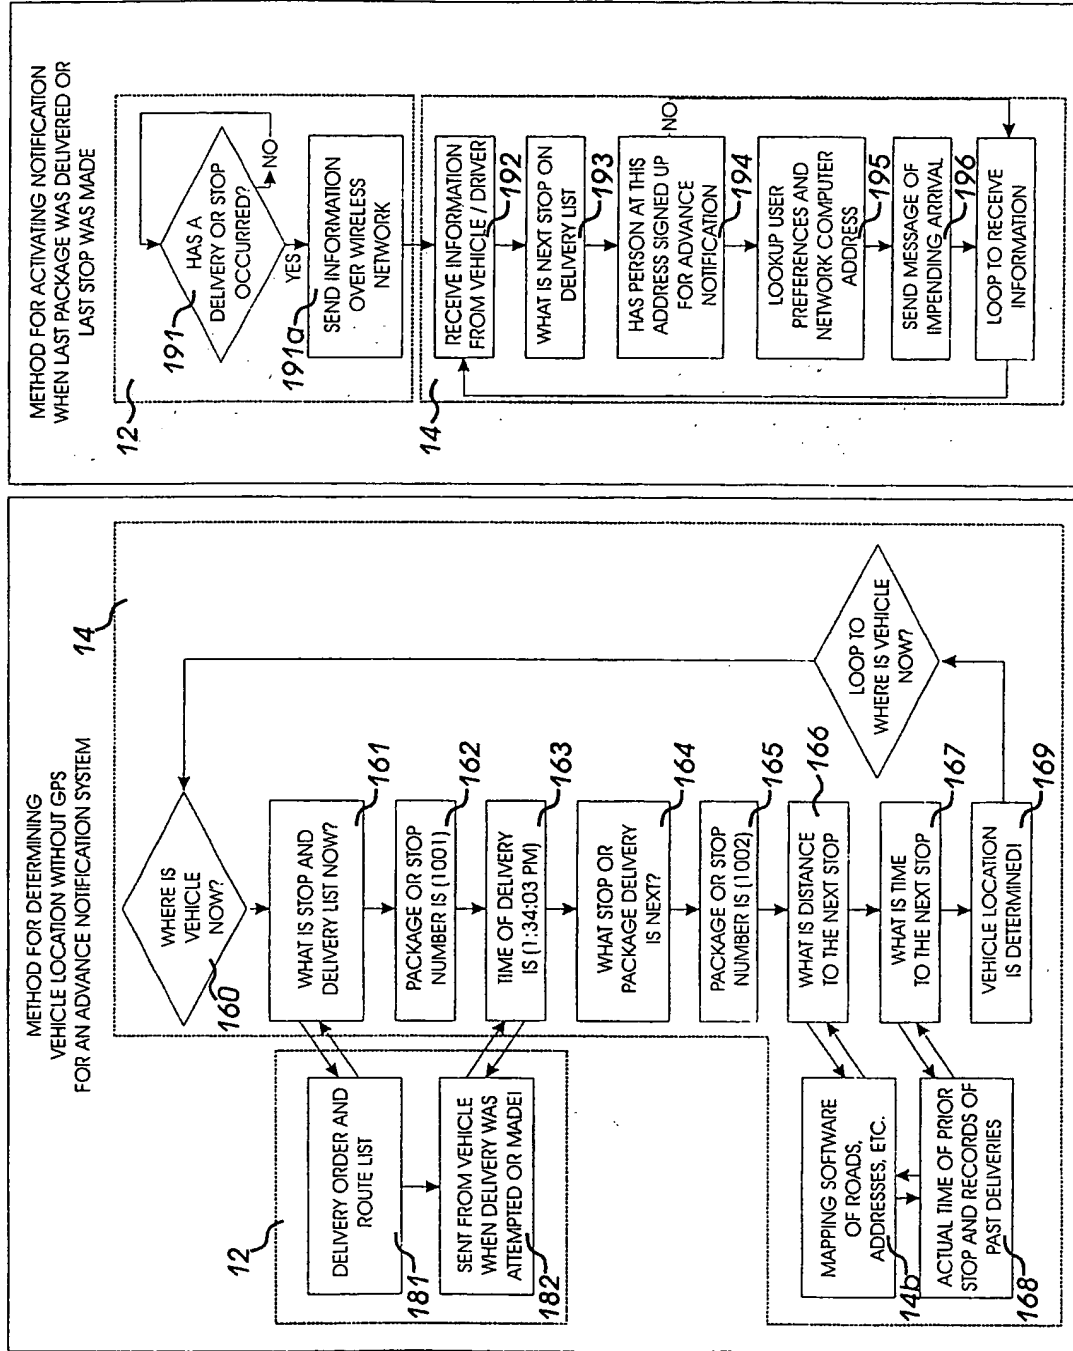 METHOD FOR DETERMINING
VEHICLE LOCATION WITHOUT GPS
FOR AN ADVANCE NOTIFICATION SYSTEM
14
WHERE IS
VEHICLE
NOW?
160
WHAT IS STOP AND
DELIVERY LIST NOW?
161
PACKAGE OR STOP
NUMBER IS (1001)
162
TIME OF DELIVERY
IS (1:34:03 PM)
163
WHAT STOP OR
PACKAGE DELIVERY
IS NEXT?
164
PACKAGE OR STOP
NUMBER IS (1002)
165
WHAT IS DISTANCE
TO THE NEXT STOP
166
WHAT IS TIME
TO THE NEXT STOP
167
VEHICLE LOCATION
IS DETERMINED!
169
LOOP TO
WHERE IS VEHICLE
NOW?
12
DELIVERY ORDER AND
ROUTE LIST
181
SENT FROM VEHICLE
WHEN DELIVERY WAS
ATTEMPTED OR MADE!
182
MAPPING SOFTWARE
OF ROADS,
ADDRESSES, ETC.
14b
ACTUAL TIME OF PRIOR
STOP AND RECORDS OF
PAST DELIVERIES
168
METHOD FOR ACTIVATING NOTIFICATION
WHEN LAST PACKAGE WAS DELIVERED OR
LAST STOP WAS MADE
12
HAS A
DELIVERY OR STOP
OCCURRED?
191
NO
YES
SEND INFORMATION
OVER WIRELESS
NETWORK
191a
14
RECEIVE INFORMATION
FROM VEHICLE / DRIVER
192
WHAT IS NEXT STOP ON
DELIVERY LIST
193
HAS PERSON AT THIS
ADDRESS SIGNED UP
FOR ADVANCE
NOTIFICATION
NO
194
LOOKUP USER
PREFERENCES AND
NETWORK COMPUTER
ADDRESS
195
SEND MESSAGE OF
IMPENDING ARRIVAL
196
LOOP TO RECEIVE
INFORMATION